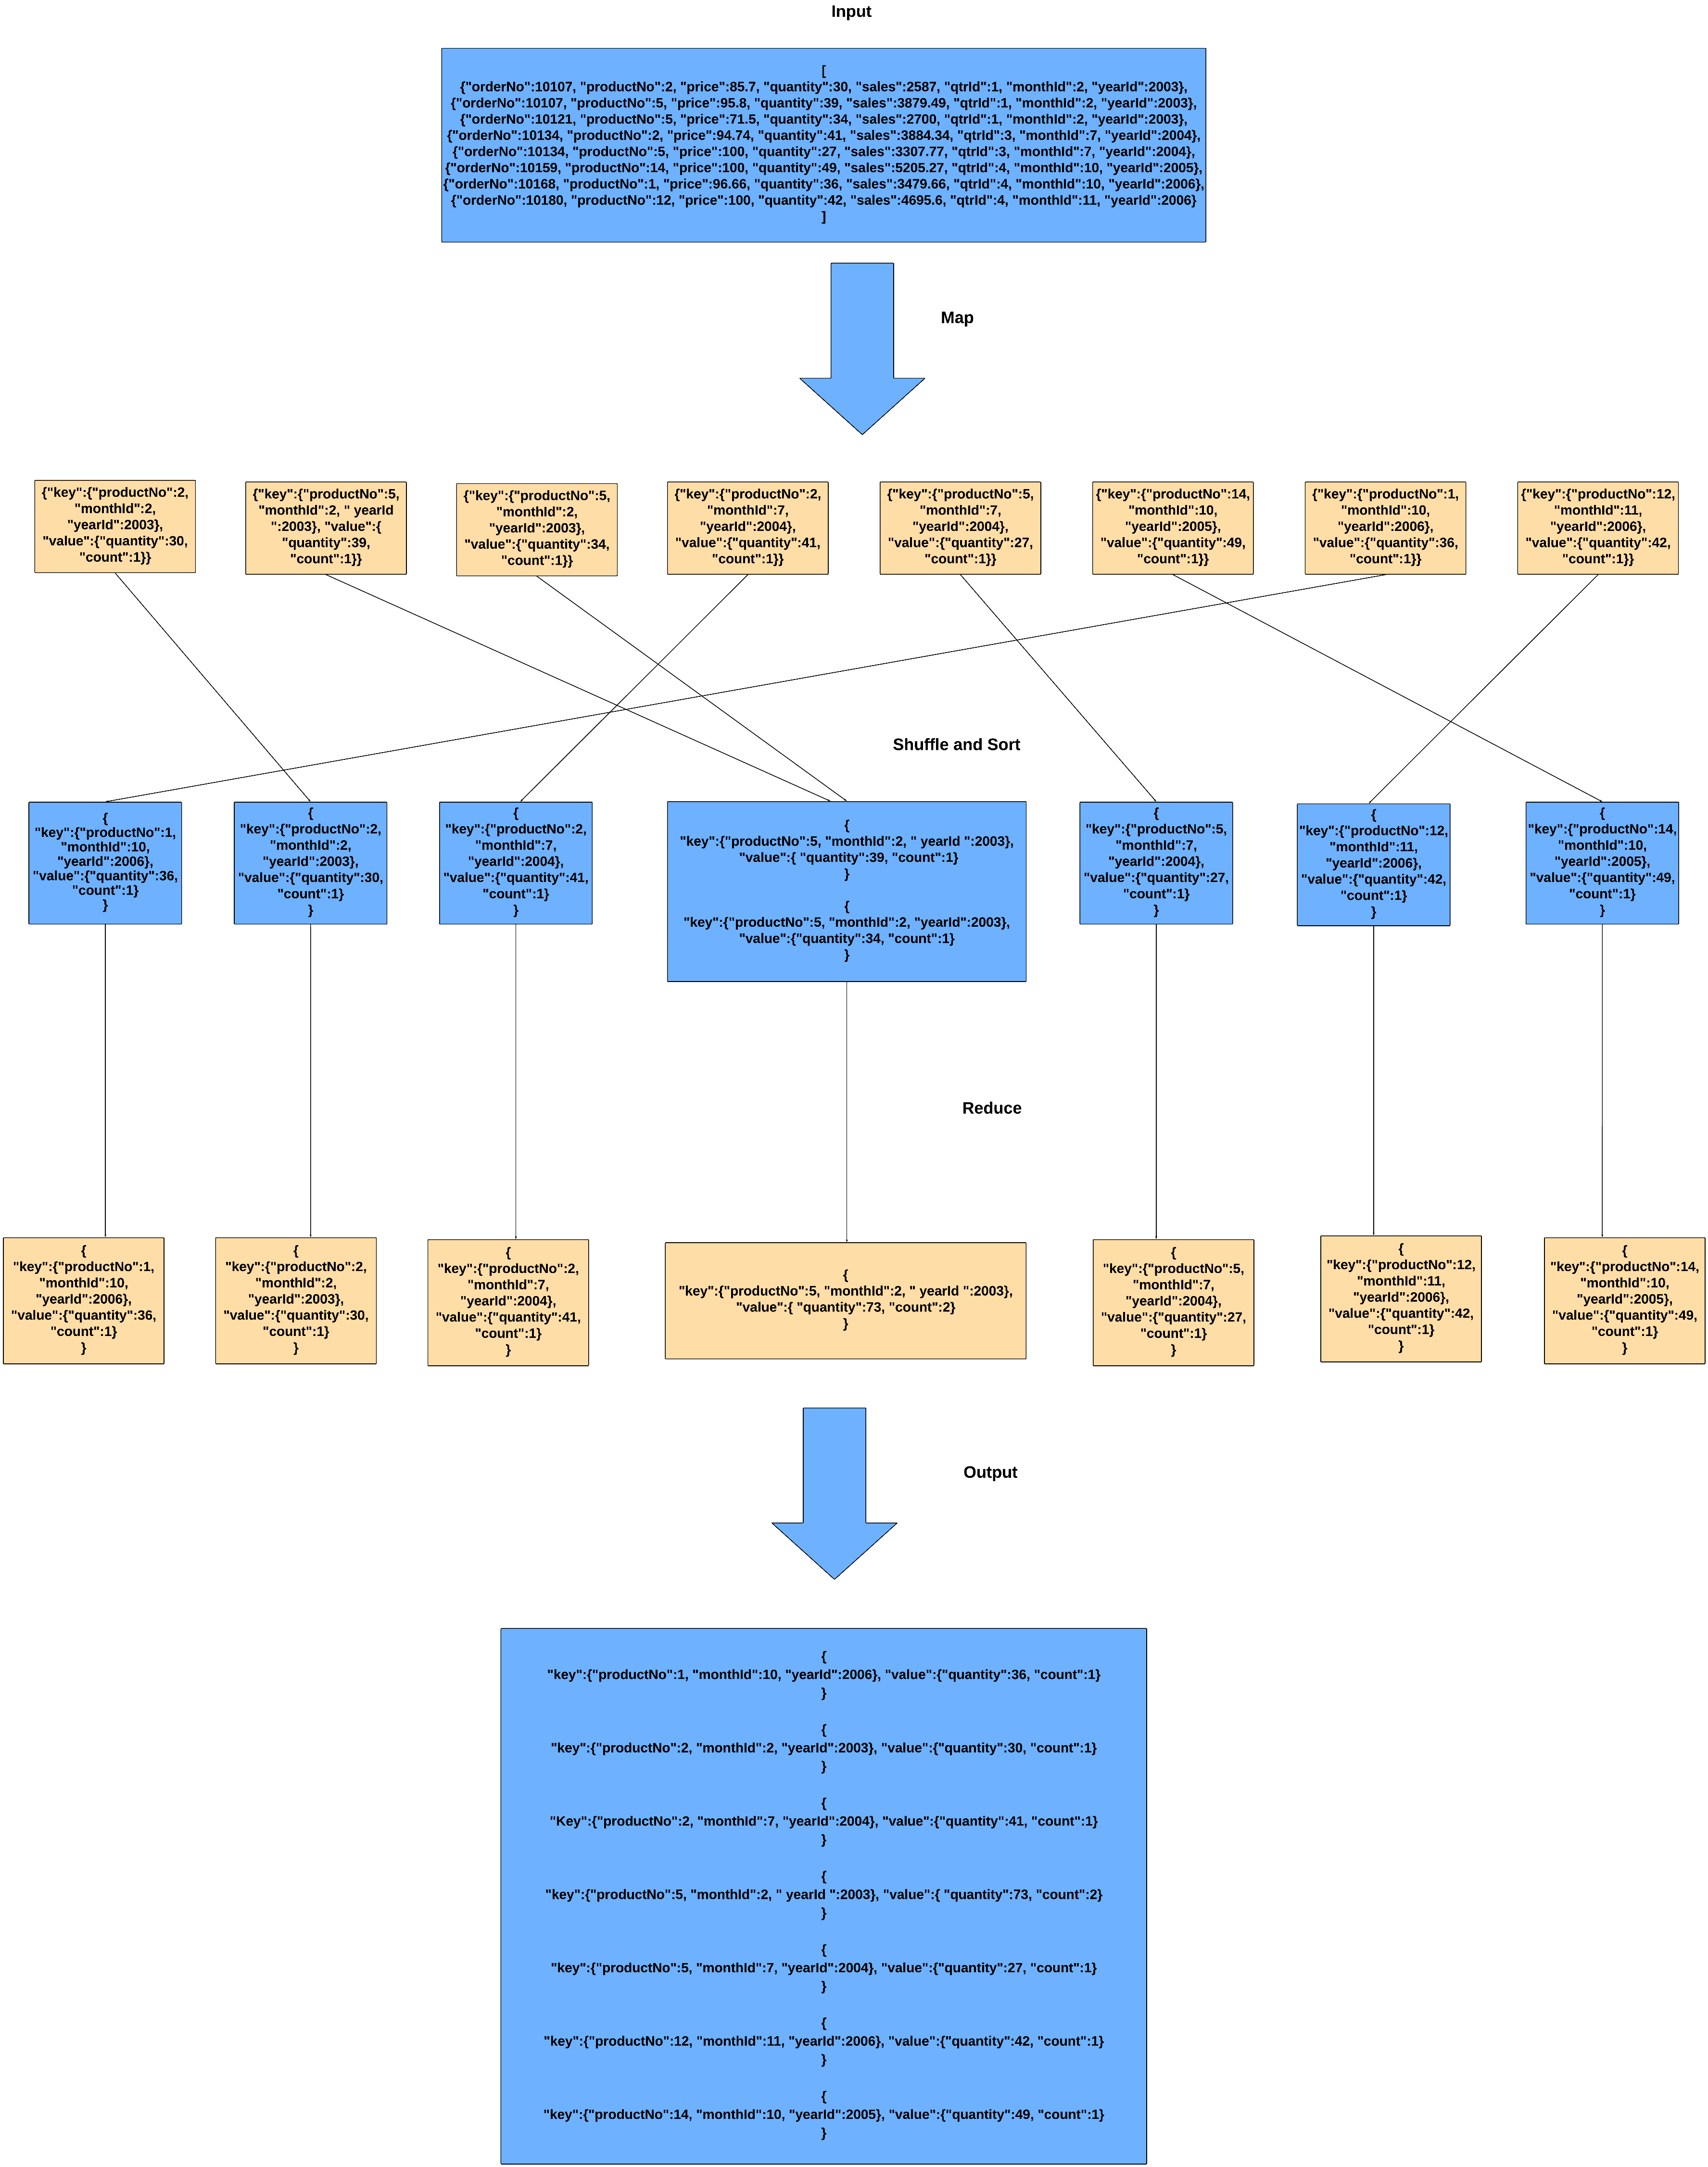 Input
[
{"orderNo":10107, "productNo":2, "price":85.7, "quantity":30, "sales":2587, "qtrId":1, "monthId":2, "yearId":2003},
{"orderNo":10107, "productNo":5, "price":95.8, "quantity":39, "sales":3879.49, "qtrId":1, "monthId":2, "yearId":2003},
{"orderNo":10121, "productNo":5, "price":71.5, "quantity":34, "sales":2700, "qtrId":1, "monthId":2, "yearId":2003},
{"orderNo":10134, "productNo":2, "price":94.74, "quantity":41, "sales":3884.34, "qtrId":3, "monthId":7, "yearId":2004},
{"orderNo":10134, "productNo":5, "price":100, "quantity":27, "sales":3307.77, "qtrId":3, "monthId":7, "yearId":2004},
{"orderNo":10159, "productNo":14, "price":100, "quantity":49, "sales":5205.27, "qtrId":4, "monthId":10, "yearId":2005},
{"orderNo":10168, "productNo":1, "price":96.66, "quantity":36, "sales":3479.66, "qtrId":4, "monthId":10, "yearId":2006},
{"orderNo":10180, "productNo":12, "price":100, "quantity":42, "sales":4695.6, "qtrId":4, "monthId":11, "yearId":2006}
]
Map
{"key":{"productNo":2,
"monthId":2,
"yearId":2003},
"value":{"quantity":30,
"count":1}}
{"key":{"productNo":5,
"monthId":2, " yearId
":2003}, "value":{
"quantity":39,
"count":1}}
{"key":{"productNo":5,
"monthId":2,
"yearId":2003},
"value":{"quantity":34,
"count":1}}
{"key":{"productNo":2,
"monthId":7,
"yearId":2004},
"value":{"quantity":41,
"count":1}}
{"key":{"productNo":5,
"monthId":7,
"yearId":2004},
"value":{"quantity":27,
"count":1}}
{"key":{"productNo":14,
"monthId":10,
"yearId":2005},
"value":{"quantity":49,
"count":1}}
{"key":{"productNo":1,
"monthId":10,
"yearId":2006},
"value":{"quantity":36,
"count":1}}
{"key":{"productNo":12,
"monthId":11,
"yearId":2006},
"value":{"quantity":42,
"count":1}}
Shuffle and Sort
{
"key":{"productNo":1,
"monthId":10,
"yearId":2006},
"value":{"quantity":36,
"count":1}
}
{
"key":{"productNo":2,
"monthId":2,
"yearId":2003},
"value":{"quantity":30,
"count":1}
}
{
"key":{"productNo":2,
"monthId":7,
"yearId":2004},
"value":{"quantity":41,
"count":1}
}
{
"key":{"productNo":5, "monthId":2, " yearId ":2003},
"value":{ "quantity":39, "count":1}
}
{
"key":{"productNo":5, "monthId":2, "yearId":2003},
"value":{"quantity":34, "count":1}
}
{
"key":{"productNo":5,
"monthId":7,
"yearId":2004},
"value":{"quantity":27,
"count":1}
}
{
"key":{"productNo":12,
"monthId":11,
"yearId":2006},
"value":{"quantity":42,
"count":1}
}
{
"key":{"productNo":14,
"monthId":10,
"yearId":2005},
"value":{"quantity":49,
"count":1}
}
Reduce
{
"key":{"productNo":1,
"monthId":10,
"yearId":2006},
"value":{"quantity":36,
"count":1}
}
{
"key":{"productNo":2,
"monthId":2,
"yearId":2003},
"value":{"quantity":30,
"count":1}
}
{
"key":{"productNo":2,
"monthId":7,
"yearId":2004},
"value":{"quantity":41,
"count":1}
}
{
"key":{"productNo":5, "monthId":2, " yearId ":2003},
"value":{ "quantity":73, "count":2}
}
{
"key":{"productNo":5,
"monthId":7,
"yearId":2004},
"value":{"quantity":27,
"count":1}
}
{
"key":{"productNo":12,
"monthId":11,
"yearId":2006},
"value":{"quantity":42,
"count":1}
}
{
"key":{"productNo":14,
"monthId":10,
"yearId":2005},
"value":{"quantity":49,
"count":1}
}
Output
{
"key":{"productNo":1, "monthId":10, "yearId":2006}, "value":{"quantity":36, "count":1}
}
{
"key":{"productNo":2, "monthId":2, "yearId":2003}, "value":{"quantity":30, "count":1}
}
{
"Key":{"productNo":2, "monthId":7, "yearId":2004}, "value":{"quantity":41, "count":1}
}
{
"key":{"productNo":5, "monthId":2, " yearId ":2003}, "value":{ "quantity":73, "count":2}
}
{
"key":{"productNo":5, "monthId":7, "yearId":2004}, "value":{"quantity":27, "count":1}
}
{
"key":{"productNo":12, "monthId":11, "yearId":2006}, "value":{"quantity":42, "count":1}
}
{
"key":{"productNo":14, "monthId":10, "yearId":2005}, "value":{"quantity":49, "count":1}
}